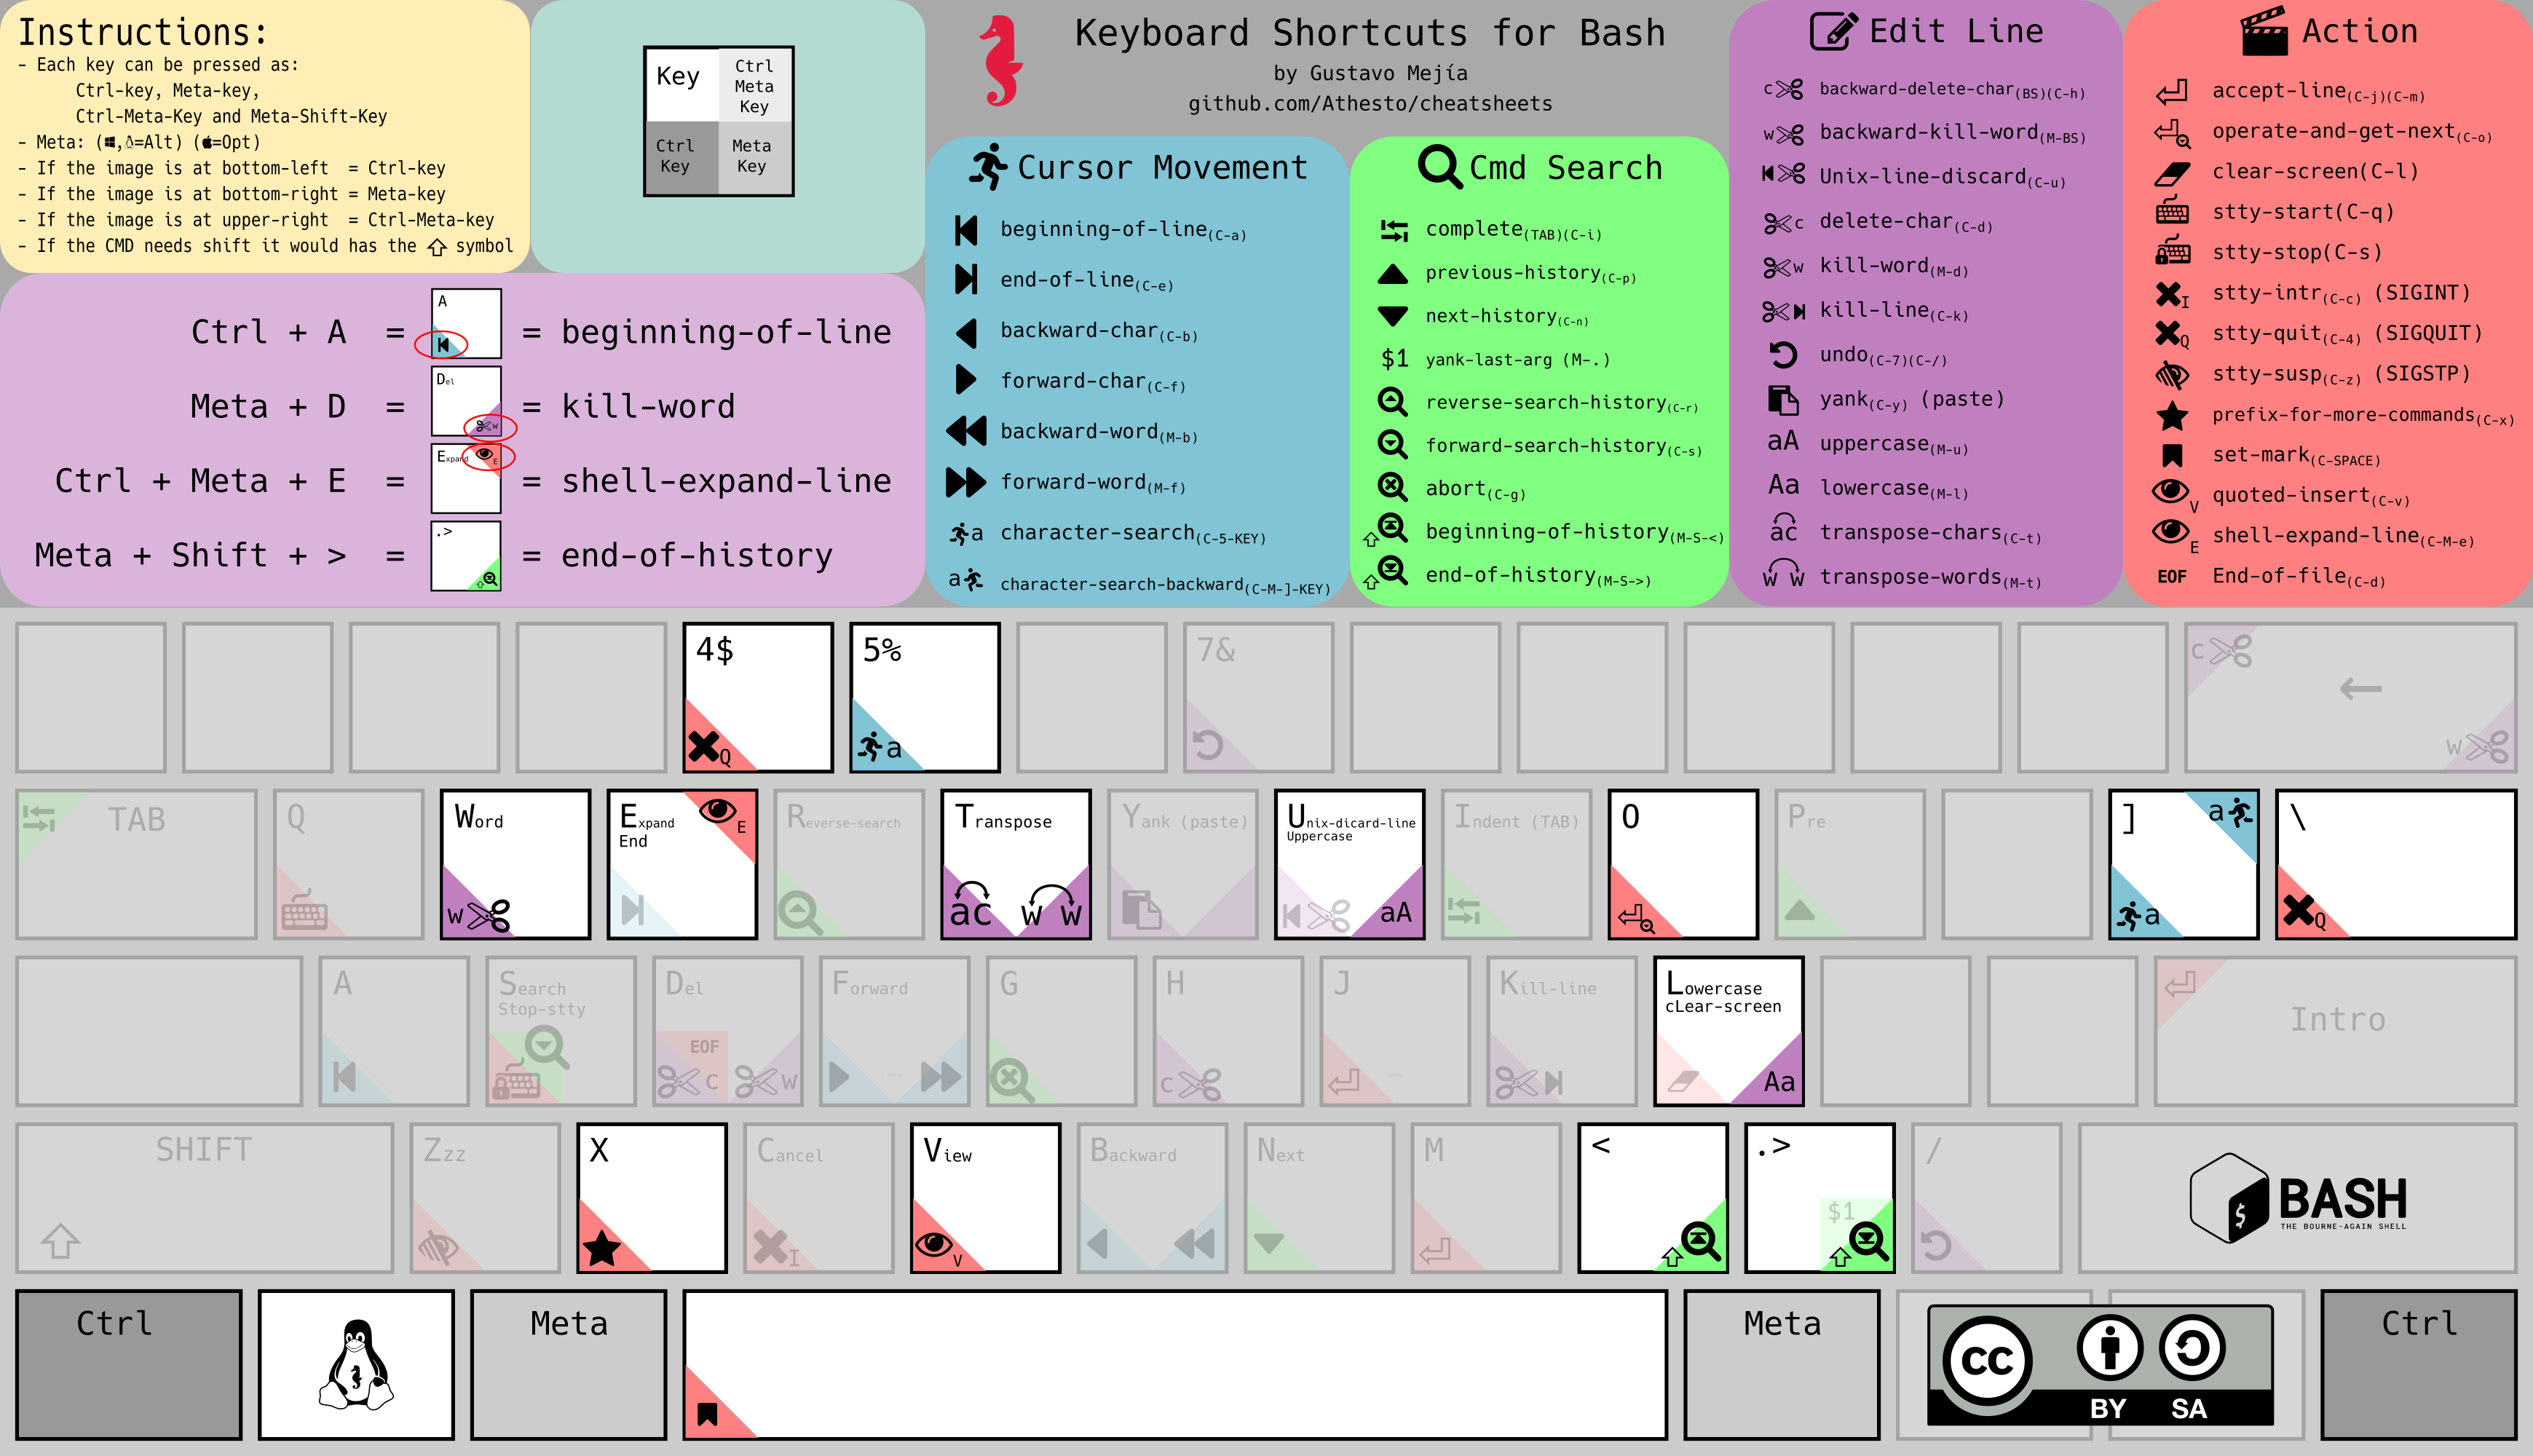 Instructions:
- Each key can be pressed as:
Ctrl-key, Meta-key,
Ctrl-Meta-Key and Meta-Shift-Key
- Meta: (,=Alt) (=Opt)
- If the image is at bottom-left = Ctrl-key
- If the image is at bottom-right = Meta-key
- If the image is at upper-right = Ctrl-Meta-key
- If the CMD needs shift it would has the symbol
Key
Ctrl
Meta
Key
Ctrl
Key
Meta
Key
Ctrl + A = A = beginning-of-line
Meta + D = Del w = kill-word
Ctrl + Meta + E = Expand E = shell-expand-line
Meta + Shift + > = .> = end-of-history
Keyboard Shortcuts for Bash
by Gustavo Mejía
github.com/Athesto/cheatsheets
Cursor Movement
beginning-of-line(C-a)
end-of-line(C-e)
backward-char(C-b)
forward-char(C-f)
backward-word(M-b)
forward-word(M-f)
a character-search(C-5-KEY)
a character-search-backward(C-M-]-KEY)
Cmd Search
complete(TAB)(C-i)
previous-history(C-p)
next-history(C-n)
$1 yank-last-arg (M-.)
reverse-search-history(C-r)
forward-search-history(C-s)
abort(C-g)
beginning-of-history(M-S-<)
end-of-history(M-S->)
Edit Line
c backward-delete-char(BS)(C-h)
w backward-kill-word(M-BS)
Unix-line-discard(C-u)
c delete-char(C-d)
w kill-word(M-d)
kill-line(C-k)
undo(C-7)(C-/)
yank(C-y) (paste)
aA uppercase(M-u)
Aa lowercase(M-l)
ac transpose-chars(C-t)
w w transpose-words(M-t)
Action
accept-line(C-j)(C-m)
operate-and-get-next(C-o)
clear-screen(C-l)
stty-start(C-q)
stty-stop(C-s)
I stty-intr(C-c) (SIGINT)
Q stty-quit(C-4) (SIGQUIT)
stty-susp(C-z) (SIGSTP)
prefix-for-more-commands(C-x)
set-mark(C-SPACE)
V quoted-insert(C-v)
E shell-expand-line(C-M-e)
EOF End-of-file(C-d)
4$ Q
5% a
7&
c ← w
TAB
Q
Word
w
Expand
End
E
Reverse-search
Transpose
ac w w
Yank (paste)
Unix-dicard-line
Uppercase
aA
Indent (TAB)
O
Pre
] a
a
\
Q
A
Search
Stop-stty
Del
EOF
c w
Forward
–
G
H
c
J
–
Kill-line
Lowercase
cLear-screen
Aa
Intro
SHIFT
Zzz
X
Cancel
I
View
V
Backward
Next
M
<
.>
$1
/
$ BASH
THE BOURNE-AGAIN SHELL
Ctrl
Meta
Meta
cc
BY SA
Ctrl